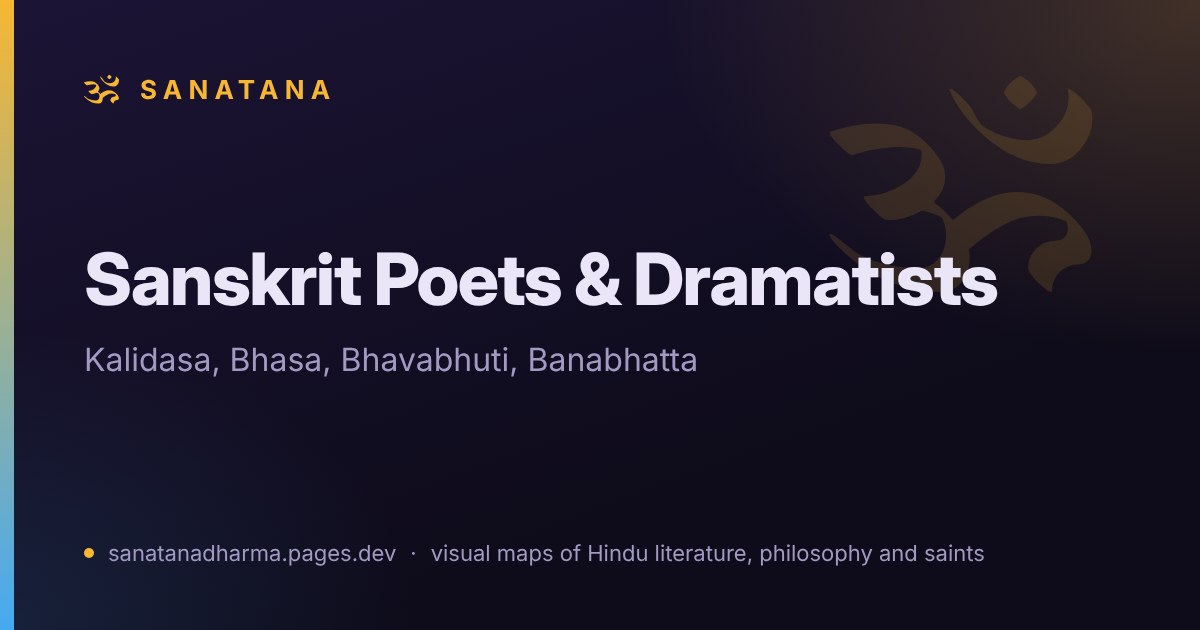 ॐ SANATANA
ॐ
Sanskrit Poets & Dramatists
Kalidasa, Bhasa, Bhavabhuti, Banabhatta
sanatanadharma.pages.dev · visual maps of Hindu literature, philosophy and saints